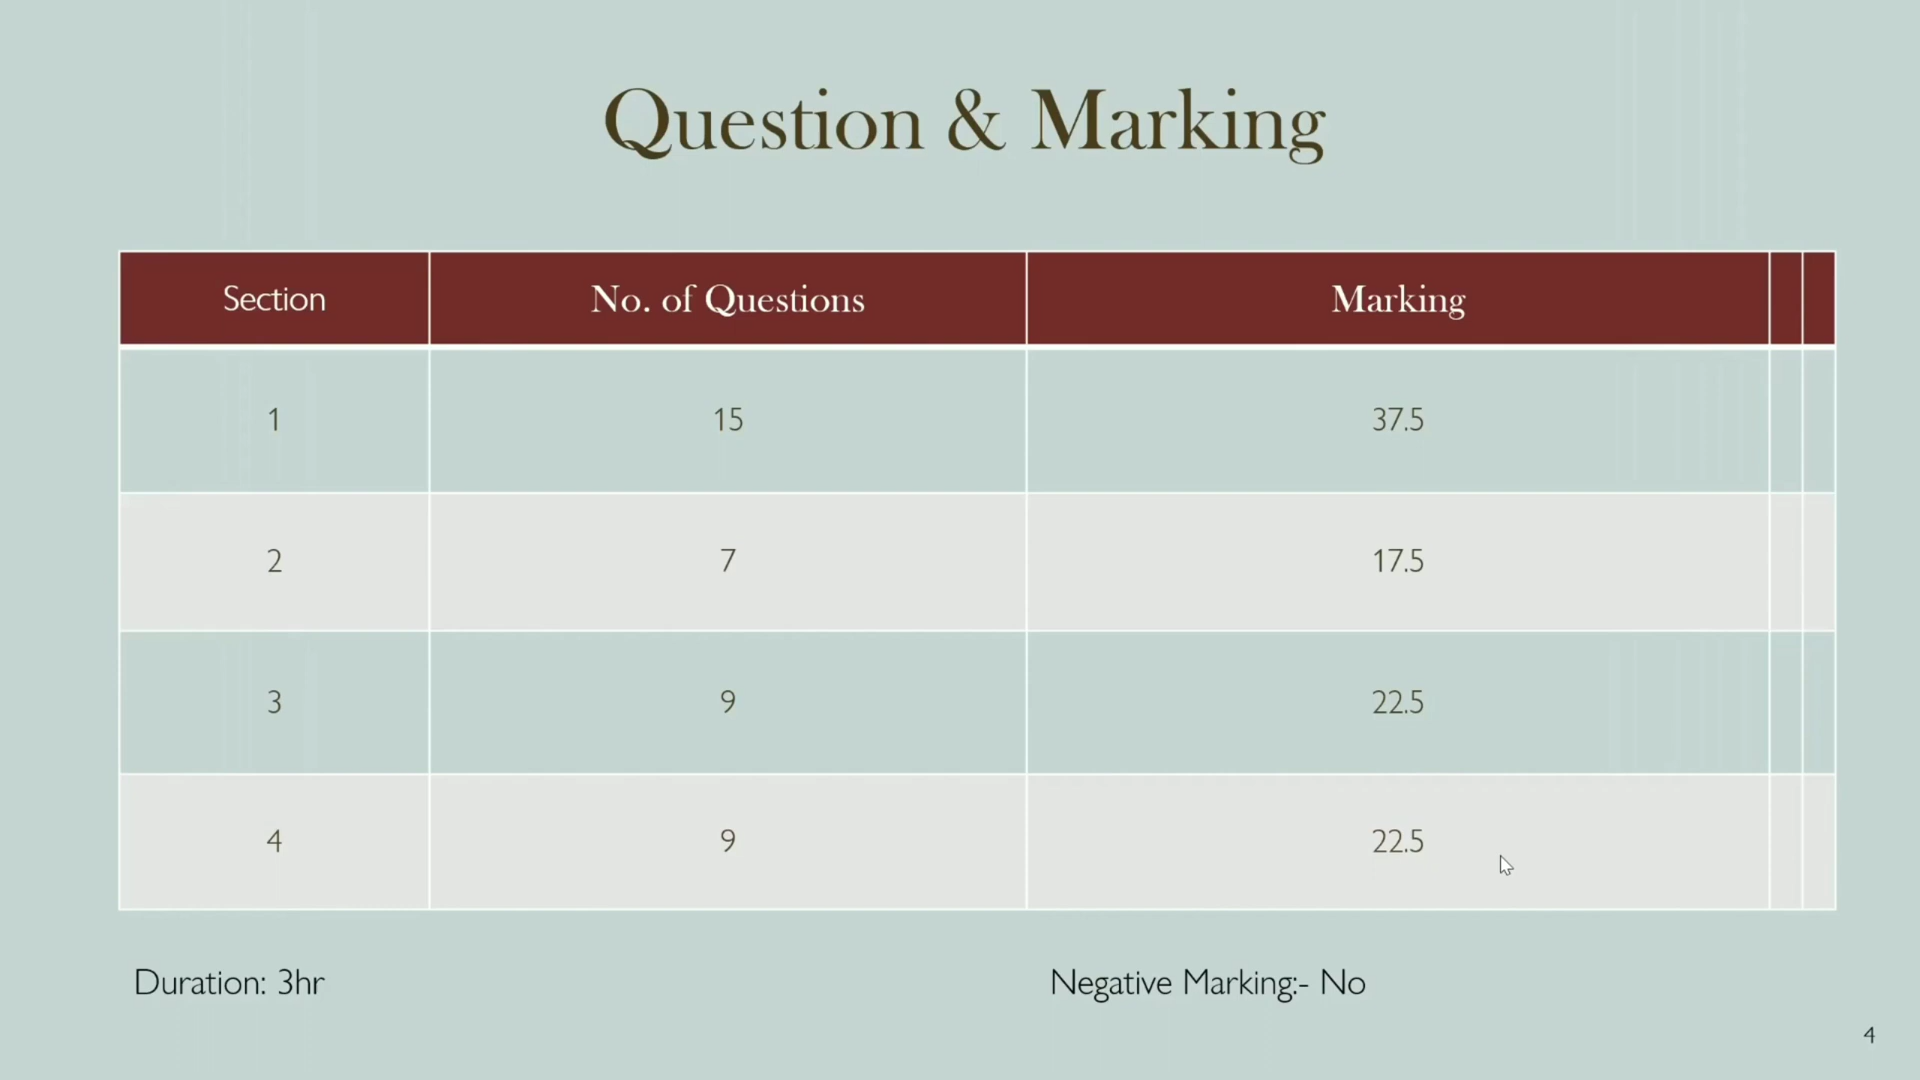 Question & Marking
Section No. of Questions Marking
1 15 37.5
2 7 17.5
3 9 22.5
4 9 22.5
Duration: 3hr Negative Marking:- No
4